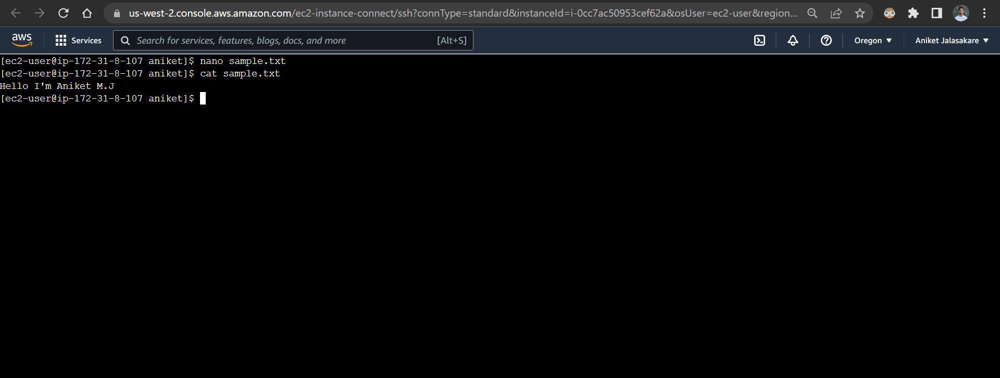 us-west-2.console.aws.amazon.com/ec2-instance-connect/ssh?connType=standard&instanceId=i-0cc7ac50953cef62a&osUser=ec2-user&region...
aws Services Search for services, features, blogs, docs, and more [Alt+S] Oregon Aniket Jalasakare
[ec2-user@ip-172-31-8-107 aniket]$ nano sample.txt
[ec2-user@ip-172-31-8-107 aniket]$ cat sample.txt
Hello I'm Aniket M.J
[ec2-user@ip-172-31-8-107 aniket]$